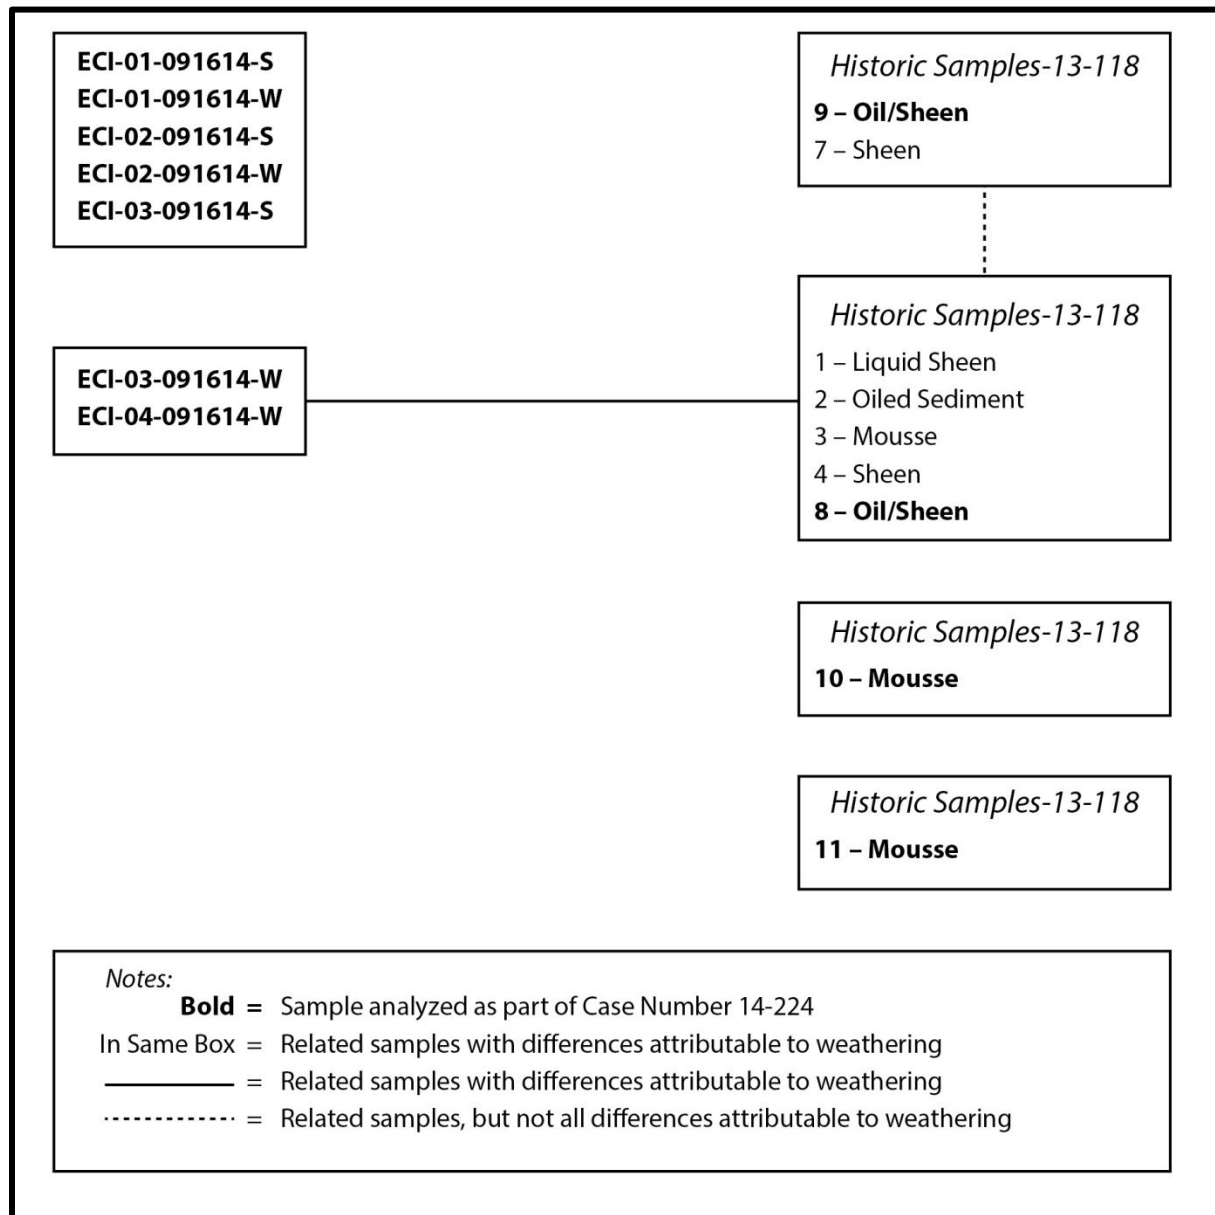 ECI-01-091614-S
ECI-01-091614-W
ECI-02-091614-S
ECI-02-091614-W
ECI-03-091614-S
ECI-03-091614-W
ECI-04-091614-W
Historic Samples-13-118
9 – Oil/Sheen
7 – Sheen
Historic Samples-13-118
1 – Liquid Sheen
2 – Oiled Sediment
3 – Mousse
4 – Sheen
8 – Oil/Sheen
Historic Samples-13-118
10 – Mousse
Historic Samples-13-118
11 – Mousse
Notes:
Bold = Sample analyzed as part of Case Number 14-224
In Same Box = Related samples with differences attributable to weathering
= Related samples with differences attributable to weathering
= Related samples, but not all differences attributable to weathering